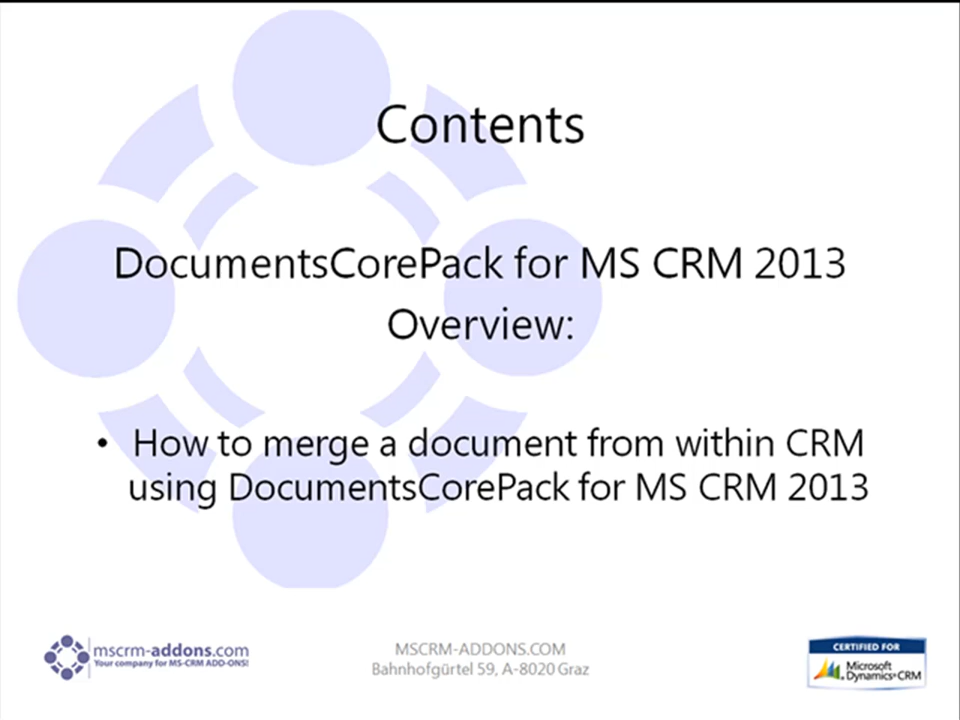 Contents
DocumentsCorePack for MS CRM 2013
Overview:
• How to merge a document from within CRM
using DocumentsCorePack for MS CRM 2013
mscrm-addons.com
Your company for MS-CRM ADD-ONS!
MSCRM-ADDONS.COM
Bahnhofgürtel 59, A-8020 Graz
CERTIFIED FOR
Microsoft
Dynamics CRM